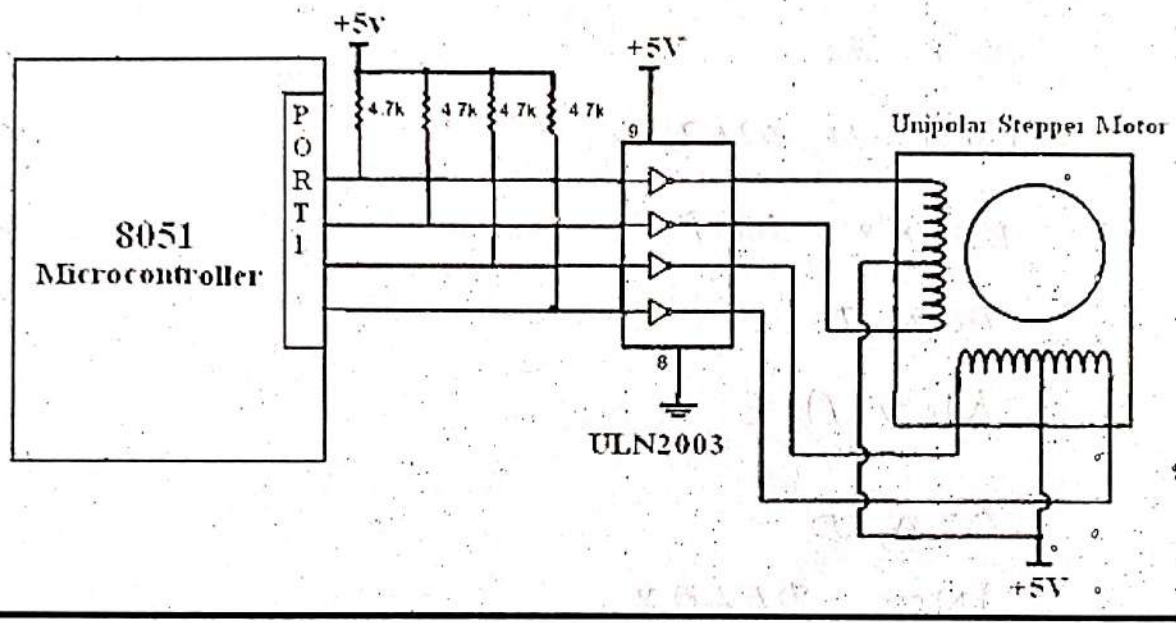 +5v
+5V
4.7k 4 7k 4 7k 4 7k
9
Unipolar Stepper Motor
PORT1
8051
Microcontroller
8
ULN2003
+5V